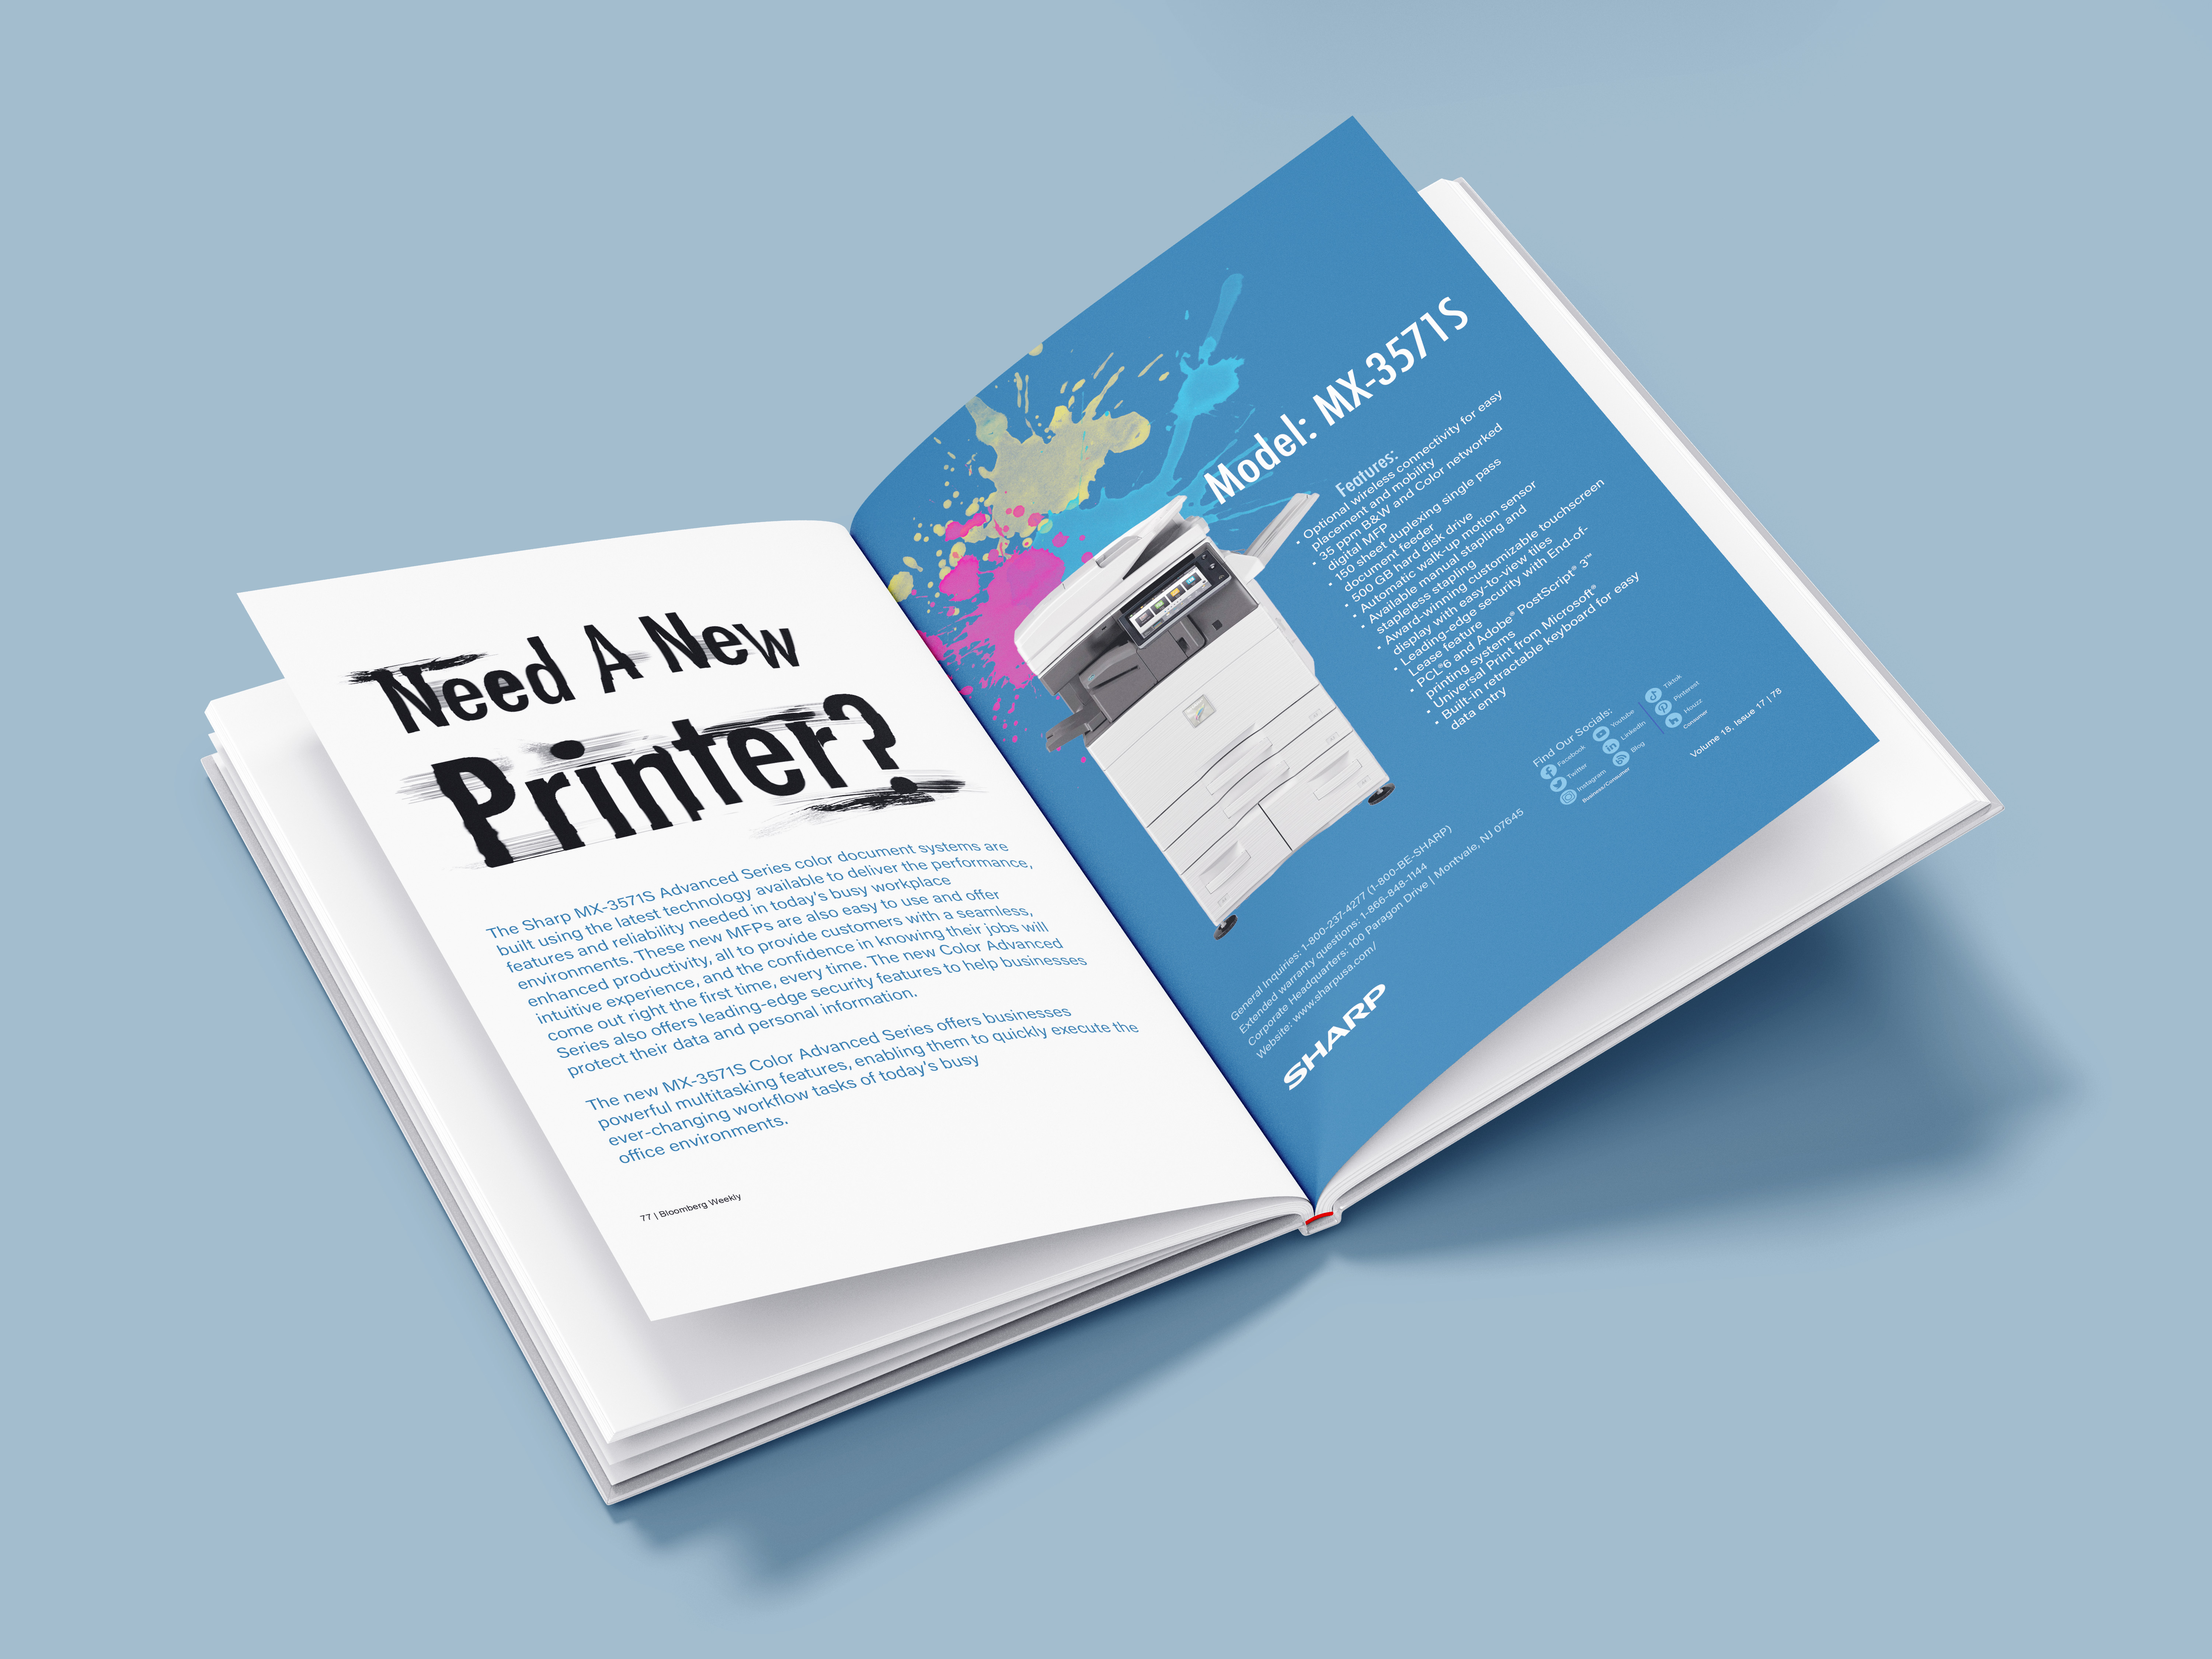 Need A New
Printer?
The Sharp MX-3571S Advanced Series color document systems are
built using the latest technology available to deliver the performance,
features and reliability needed in today's busy workplace
environments. These new MFPs are also easy to use and offer
enhanced productivity, all to provide customers with a seamless,
intuitive experience, and the confidence in knowing their jobs will
come out right the first time, every time. The new Color Advanced
Series also offers leading-edge security features to help businesses
protect their data and personal information.
The new MX-3571S Color Advanced Series offers businesses
powerful multitasking features, enabling them to quickly execute the
ever-changing workflow tasks of today's busy
office environments.
77 | Bloomberg Weekly
Model: MX-3571S
Features:
• Optional wireless connectivity for easy
placement and mobility
• 35 ppm B&W and Color networked
digital MFP
• 150 sheet duplexing single pass
document feeder
• 500 GB hard disk drive
• Automatic walk-up motion sensor
• Available manual stapling and
stapleless stapling
• Award-winning customizable touchscreen
display with easy-to-view tiles
• Leading-edge security with End-of-
Lease feature
• PCL®6 and Adobe® PostScript® 3™
printing systems
• Universal Print from Microsoft®
• Built-in retractable keyboard for easy
data entry
Find Our Socials:
Facebook
Twitter
Instagram
Youtube
LinkedIn
Blog
Business/Consumer
Tiktok
Pinterest
Houzz
Consumer
General Inquiries: 1-800-237-4277 (1-800-BE-SHARP)
Extended warranty questions: 1-866-848-1144
Corporate Headquarters: 100 Paragon Drive | Montvale, NJ 07645
Website: www.sharpusa.com/
SHARP
Volume 18, Issue 17 | 78